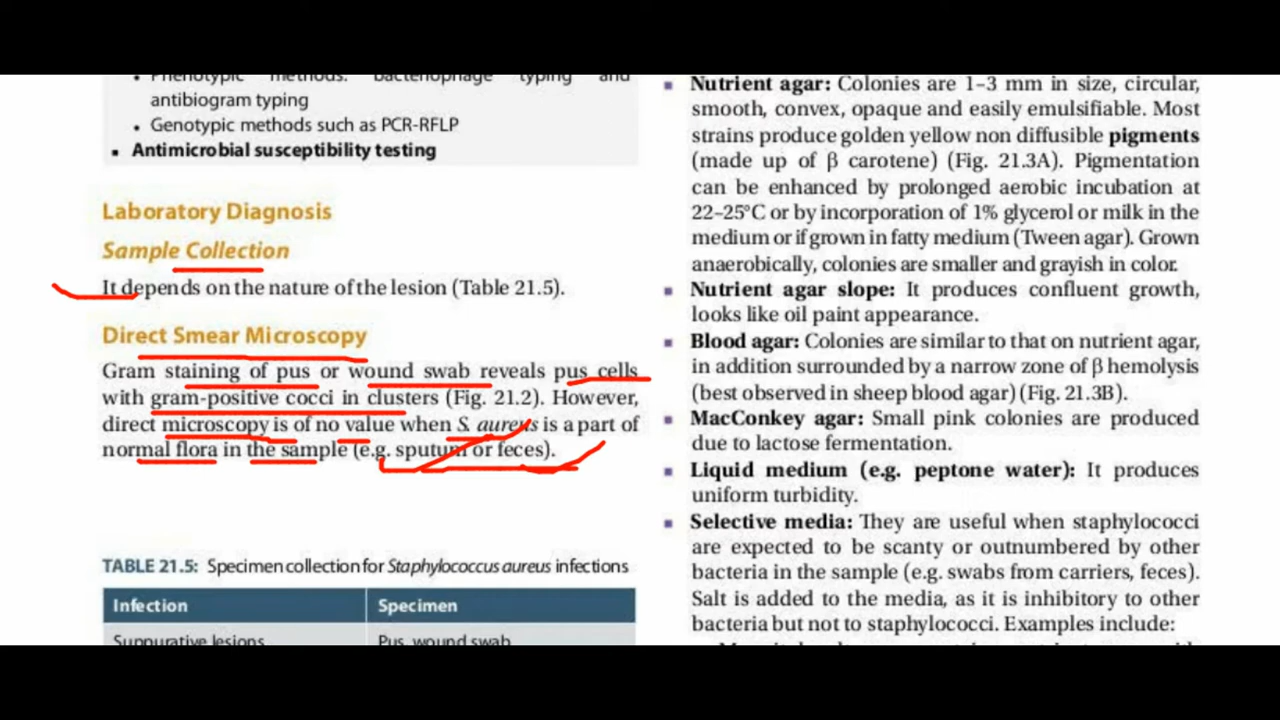 • Phenotypic methods: bacteriophage typing and
antibiogram typing
• Genotypic methods such as PCR-RFLP
▪ Antimicrobial susceptibility testing
Laboratory Diagnosis
Sample Collection
It depends on the nature of the lesion (Table 21.5).
Direct Smear Microscopy
Gram staining of pus or wound swab reveals pus cells
with gram-positive cocci in clusters (Fig. 21.2). However,
direct microscopy is of no value when S. aureus is a part of
normal flora in the sample (e.g. sputum or feces).
TABLE 21.5: Specimen collection for Staphylococcus aureus infections
Infection Specimen
Suppurative lesions Pus, wound swab
▪ Nutrient agar: Colonies are 1–3 mm in size, circular,
smooth, convex, opaque and easily emulsifiable. Most
strains produce golden yellow non diffusible pigments
(made up of β carotene) (Fig. 21.3A). Pigmentation
can be enhanced by prolonged aerobic incubation at
22–25°C or by incorporation of 1% glycerol or milk in the
medium or if grown in fatty medium (Tween agar). Grown
anaerobically, colonies are smaller and grayish in color.
▪ Nutrient agar slope: It produces confluent growth,
looks like oil paint appearance.
▪ Blood agar: Colonies are similar to that on nutrient agar,
in addition surrounded by a narrow zone of β hemolysis
(best observed in sheep blood agar) (Fig. 21.3B).
▪ MacConkey agar: Small pink colonies are produced
due to lactose fermentation.
▪ Liquid medium (e.g. peptone water): It produces
uniform turbidity.
▪ Selective media: They are useful when staphylococci
are expected to be scanty or outnumbered by other
bacteria in the sample (e.g. swabs from carriers, feces).
Salt is added to the media, as it is inhibitory to other
bacteria but not to staphylococci. Examples include: